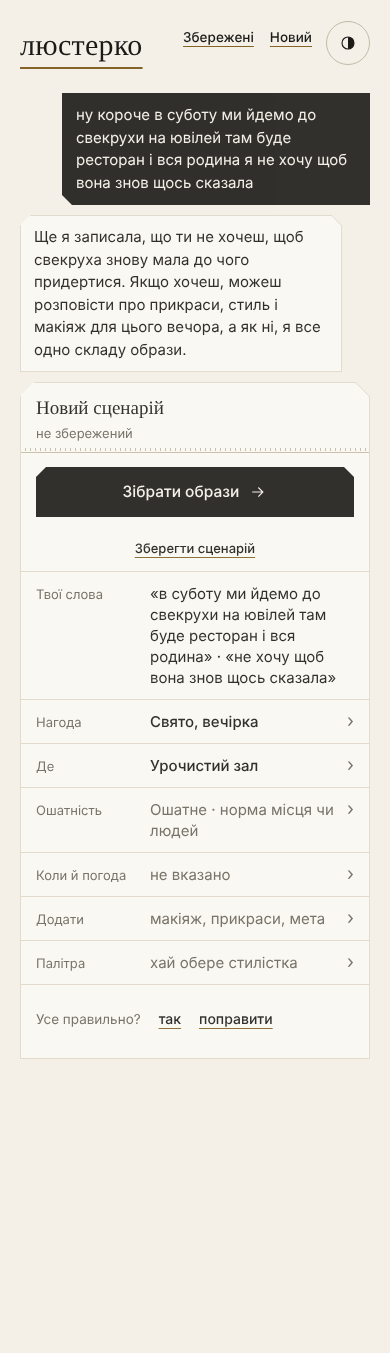 люстерко
Збережені
Новий
ну короче в суботу ми йдемо до
свекрухи на ювілей там буде
ресторан і вся родина я не хочу щоб
вона знов щось сказала
Ще я записала, що ти не хочеш, щоб
свекруха знову мала до чого
придертися. Якщо хочеш, можеш
розповісти про прикраси, стиль і
макіяж для цього вечора, а як ні, я все
одно складу образи.
Новий сценарій
не збережений
Зібрати образи →
Зберегти сценарій
Твої слова
«в суботу ми йдемо до
свекрухи на ювілей там
буде ресторан і вся
родина» · «не хочу щоб
вона знов щось сказала»
Нагода
Свято, вечірка
Де
Урочистий зал
Ошатність
Ошатне · норма місця чи
людей
Коли й погода
не вказано
Додати
макіяж, прикраси, мета
Палітра
хай обере стилістка
Усе правильно?
так
поправити